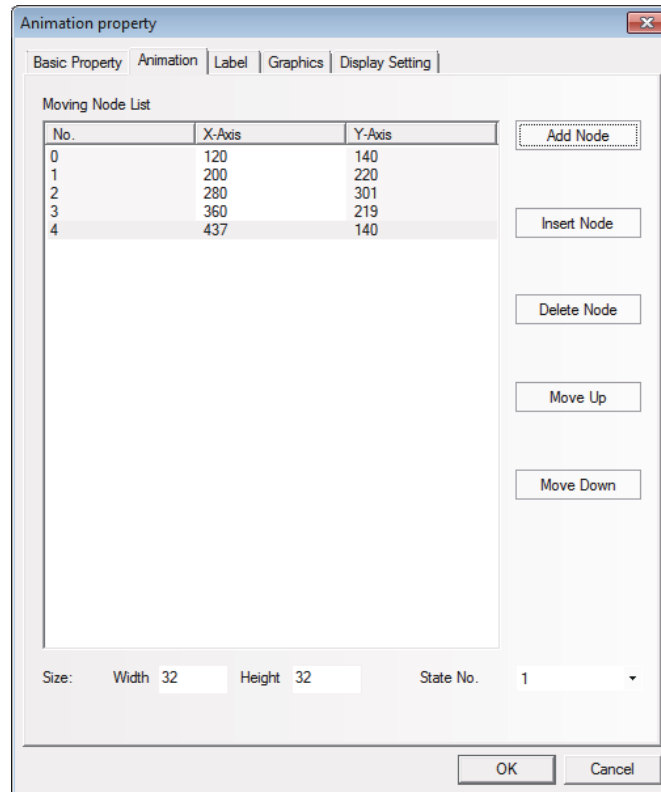 Animation property
Basic Property Animation Label Graphics Display Setting
Moving Node List
No. X-Axis Y-Axis
0 120 140
1 200 220
2 280 301
3 360 219
4 437 140
Add Node
Insert Node
Delete Node
Move Up
Move Down
Size: Width 32 Height 32 State No. 1
OK Cancel